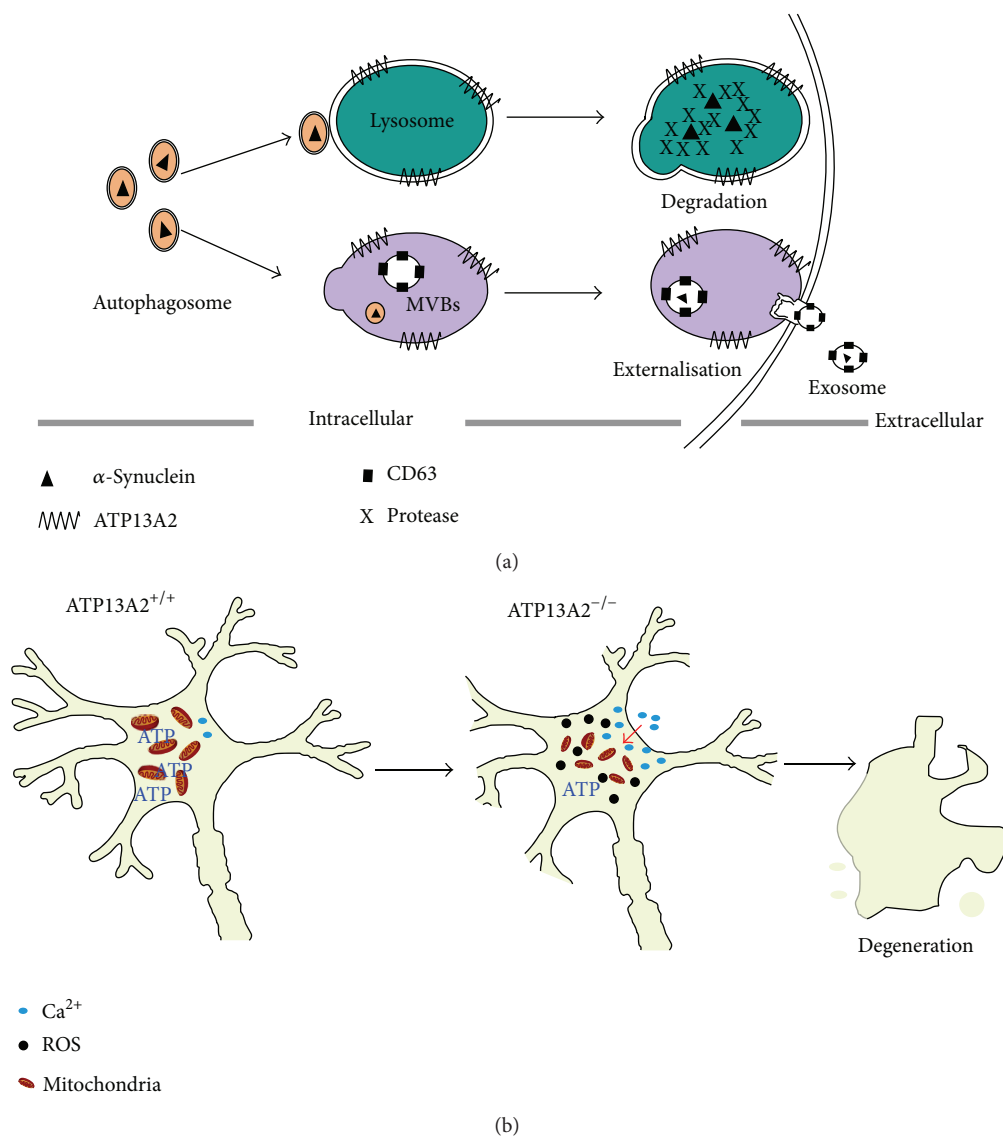 Lysosome
Degradation
Autophagosome
MVBs
Externalisation
Exosome
Intracellular
Extracellular
α-Synuclein
CD63
ATP13A2
X Protease
(a)
ATP13A2+/+
ATP13A2−/−
ATP
ATP
ATP
ATP
Degeneration
Ca2+
ROS
Mitochondria
(b)